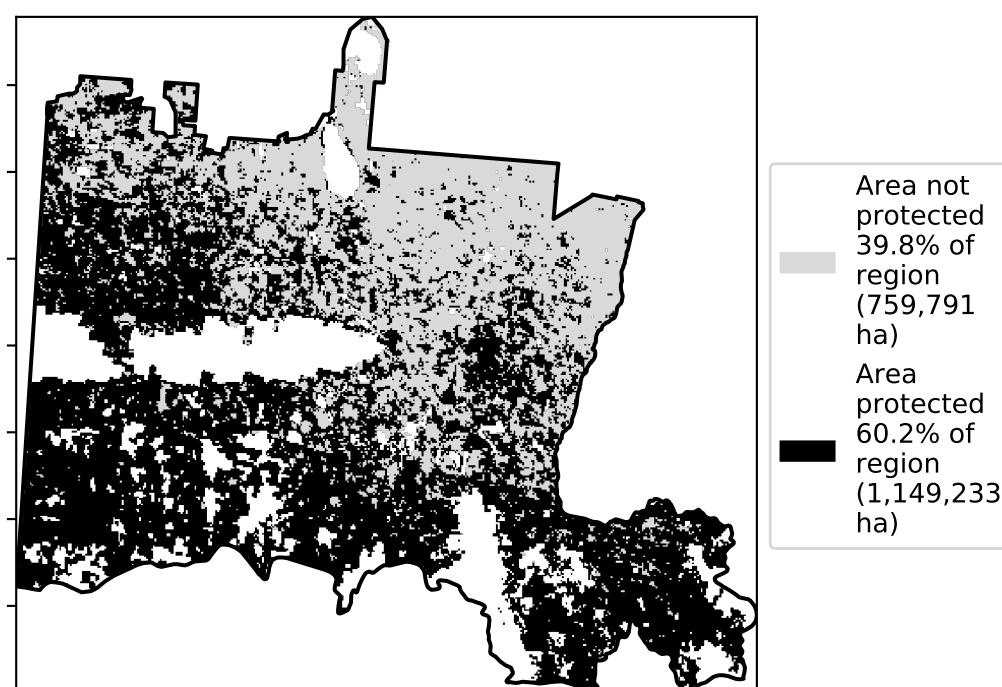 Area not
protected
39.8% of
region
(759,791
ha)
Area
protected
60.2% of
region
(1,149,233
ha)